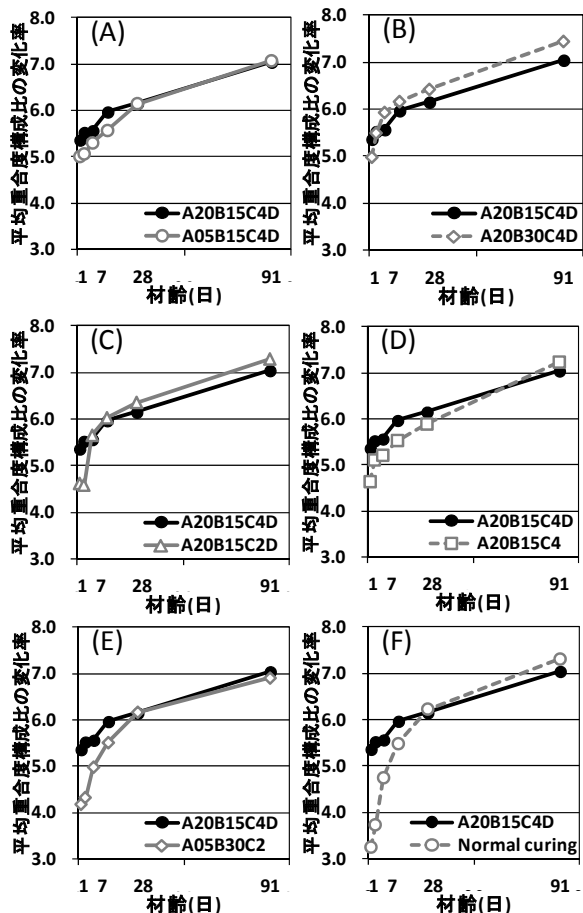 (A)
平均重合度構成比の変化率
8.0
7.0
6.0
5.0
4.0
3.0
A20B15C4D
A05B15C4D
1 7 28 91
材齢(日)
(B)
平均重合度構成比の変化率
8.0
7.0
6.0
5.0
4.0
3.0
A20B15C4D
A20B30C4D
1 7 28 91
材齢(日)
(C)
平均重合度構成比の変化率
8.0
7.0
6.0
5.0
4.0
3.0
A20B15C4D
A20B15C2D
1 7 28 91
材齢(日)
(D)
平均重合度構成比の変化率
8.0
7.0
6.0
5.0
4.0
3.0
A20B15C4D
A20B15C4
1 7 28 91
材齢(日)
(E)
平均重合度構成比の変化率
8.0
7.0
6.0
5.0
4.0
3.0
A20B15C4D
A05B30C2
1 7 28 91
材齢(日)
(F)
平均重合度構成比の変化率
8.0
7.0
6.0
5.0
4.0
3.0
A20B15C4D
Normal curing
1 7 28 91
材齢(日)